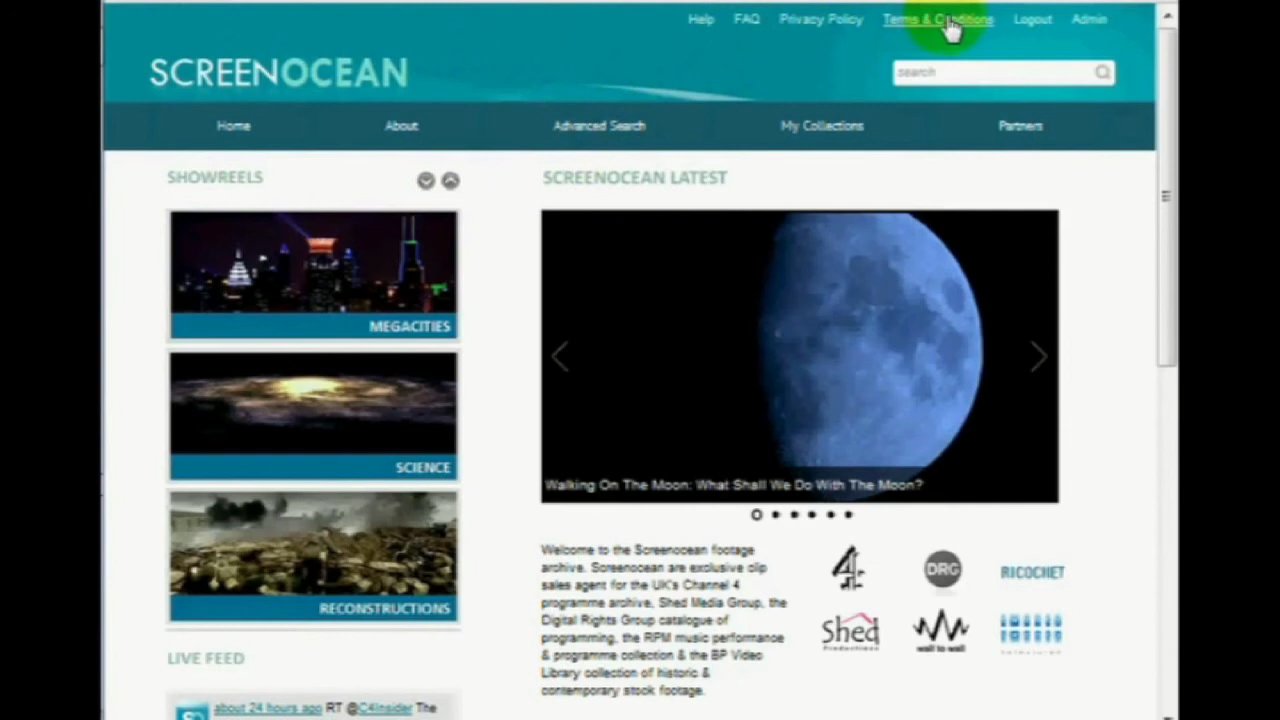 Help FAQ Privacy Policy Terms & Conditions Logout Admin
SCREENOCEAN
search
Home About Advanced Search My Collections Partners
SHOWREELS
MEGACITIES
SCIENCE
RECONSTRUCTIONS
LIVE FEED
about 24 hours ago RT @C4Insider The
SCREENOCEAN LATEST
Walking On The Moon: What Shall We Do With The Moon?
Welcome to the Screenocean footage
archive. Screenocean are exclusive clip
sales agent for the UK's Channel 4
programme archive, Shed Media Group, the
Digital Rights Group catalogue of
programming, the RPM music performance
& programme collection & the BP Video
Library collection of historic &
contemporary stock footage.
4
DRG
RICOCHET
Shed
Productions
wall to wall